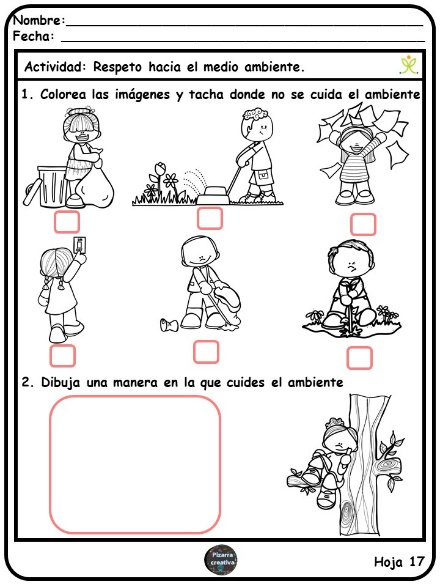 Nombre:
Fecha:
Actividad: Respeto hacia el medio ambiente.
1. Colorea las imágenes y tacha donde no se cuida el ambiente
2. Dibuja una manera en la que cuides el ambiente
Pizarra
creativa
Hoja 17